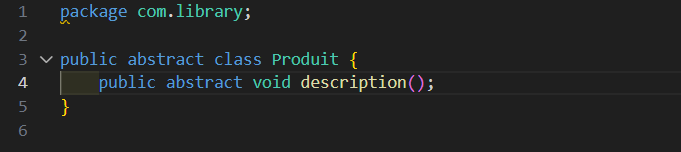 1 package com.library;
2
3 public abstract class Produit {
4     public abstract void description();
5 }
6